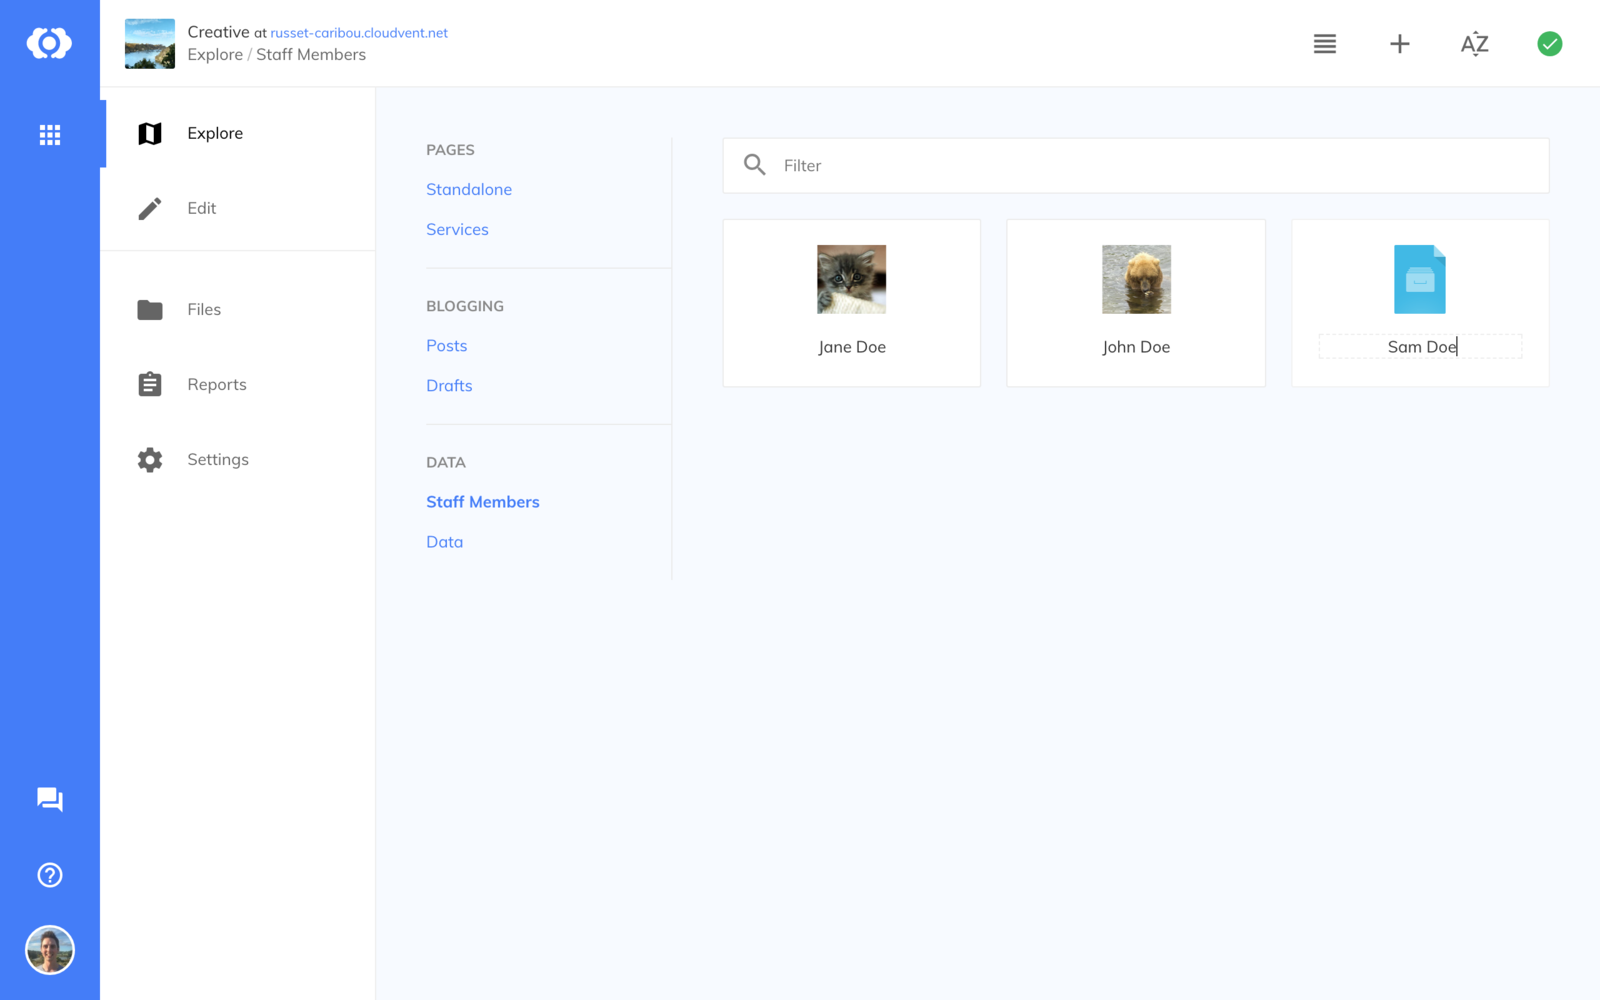 Creative at russet-caribou.cloudvent.net
Explore / Staff Members
AZ
Explore
Edit
Files
Reports
Settings
PAGES
Standalone
Services
BLOGGING
Posts
Drafts
DATA
Staff Members
Data
Filter
Jane Doe
John Doe
Sam Doe